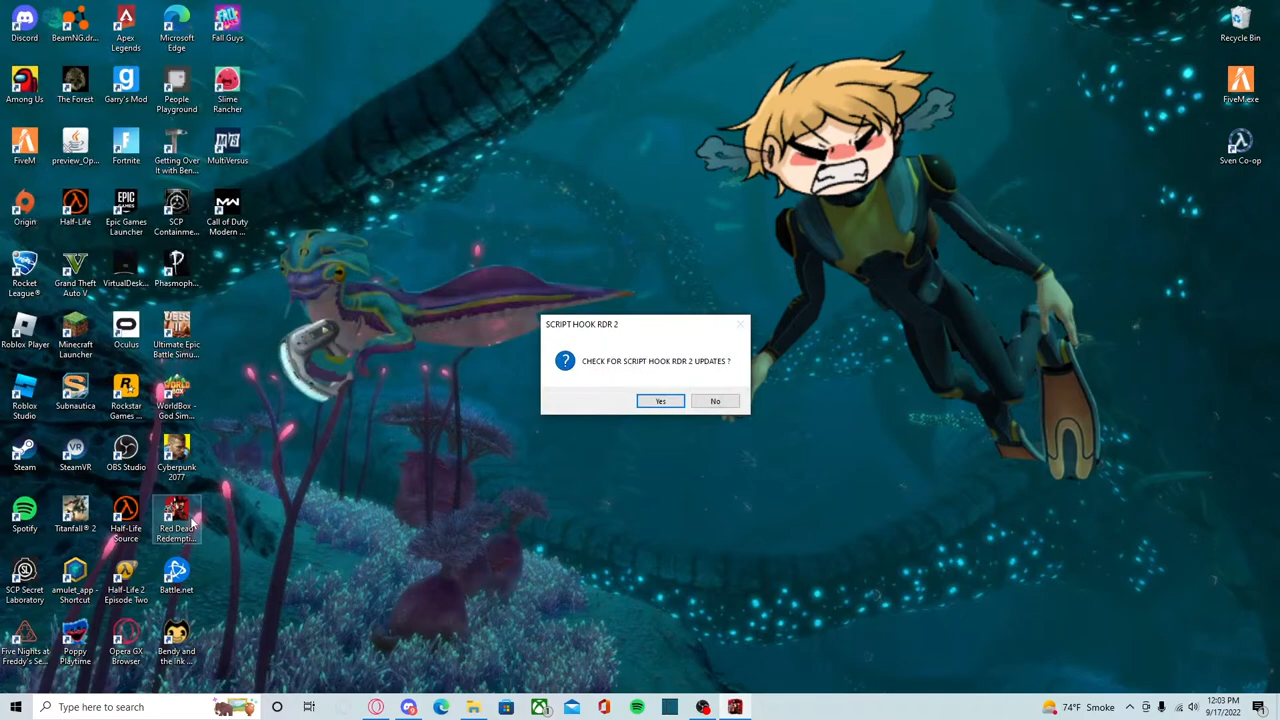 Discord
BeamNG.dr...
Apex
Legends
Microsoft
Edge
Fall Guys
Among Us
The Forest
Garry's Mod
People
Playground
Slime
Rancher
FiveM
preview_Op...
Fortnite
Getting Over
It with Ben...
MultiVersus
Origin
Half-Life
EPIC
GAMES
Epic Games
Launcher
SCP
Containme...
MW
Call of Duty
Modern ...
Rocket
League®
Grand Theft
Auto V
VirtualDesk...
Phasmoph...
Roblox Player
Minecraft
Launcher
Oculus
Ultimate Epic
Battle Simu...
Roblox
Studio
Subnautica
Rockstar
Games ...
WorldBox -
God Sim...
Steam
SteamVR
OBS Studio
Cyberpunk
2077
Spotify
Titanfall® 2
Half-Life
Source
Red Dead
Redempti...
SCP Secret
Laboratory
amulet_app -
Shortcut
Half-Life 2
Episode Two
Battle.net
Five Nights at
Freddy's Se...
Poppy
Playtime
Opera GX
Browser
Bendy and
the Ink ...
Recycle Bin
FiveM.exe
Sven Co-op
SCRIPT HOOK RDR 2
CHECK FOR SCRIPT HOOK RDR 2 UPDATES ?
Yes
No
Type here to search
74°F Smoke
12:03 PM
9/17/2022